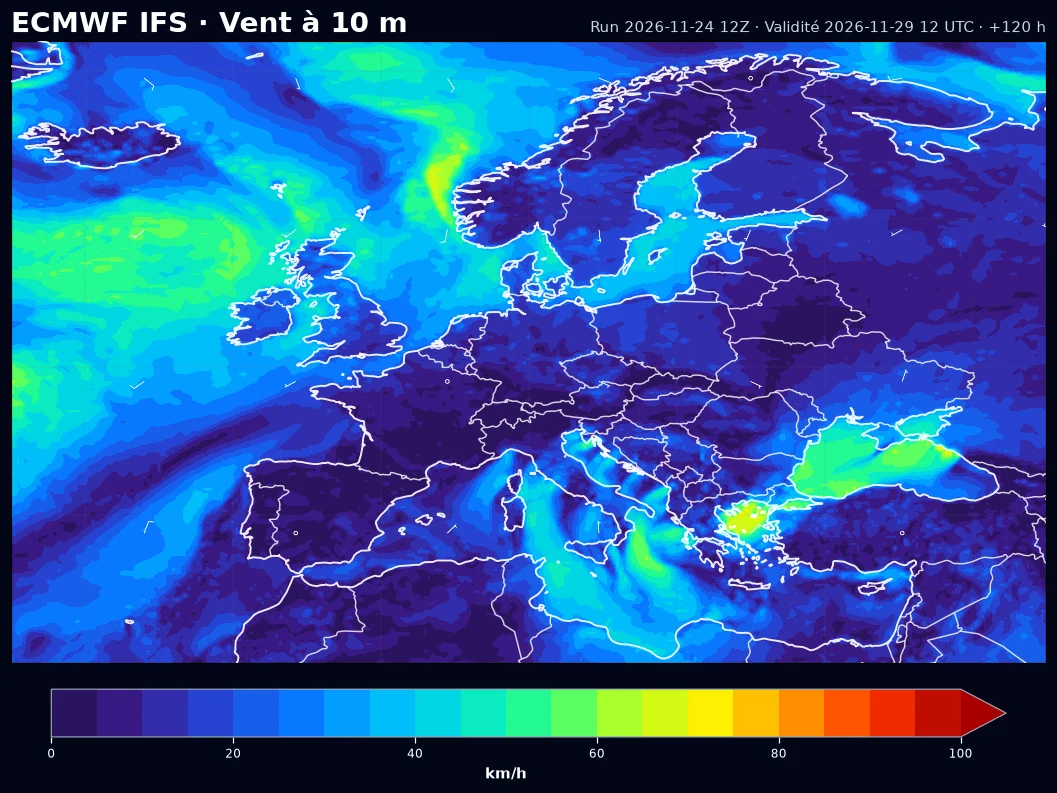 ECMWF IFS · Vent à 10 m
Run 2026-11-24 12Z · Validité 2026-11-29 12 UTC · +120 h
0 20 40 60 80 100
km/h